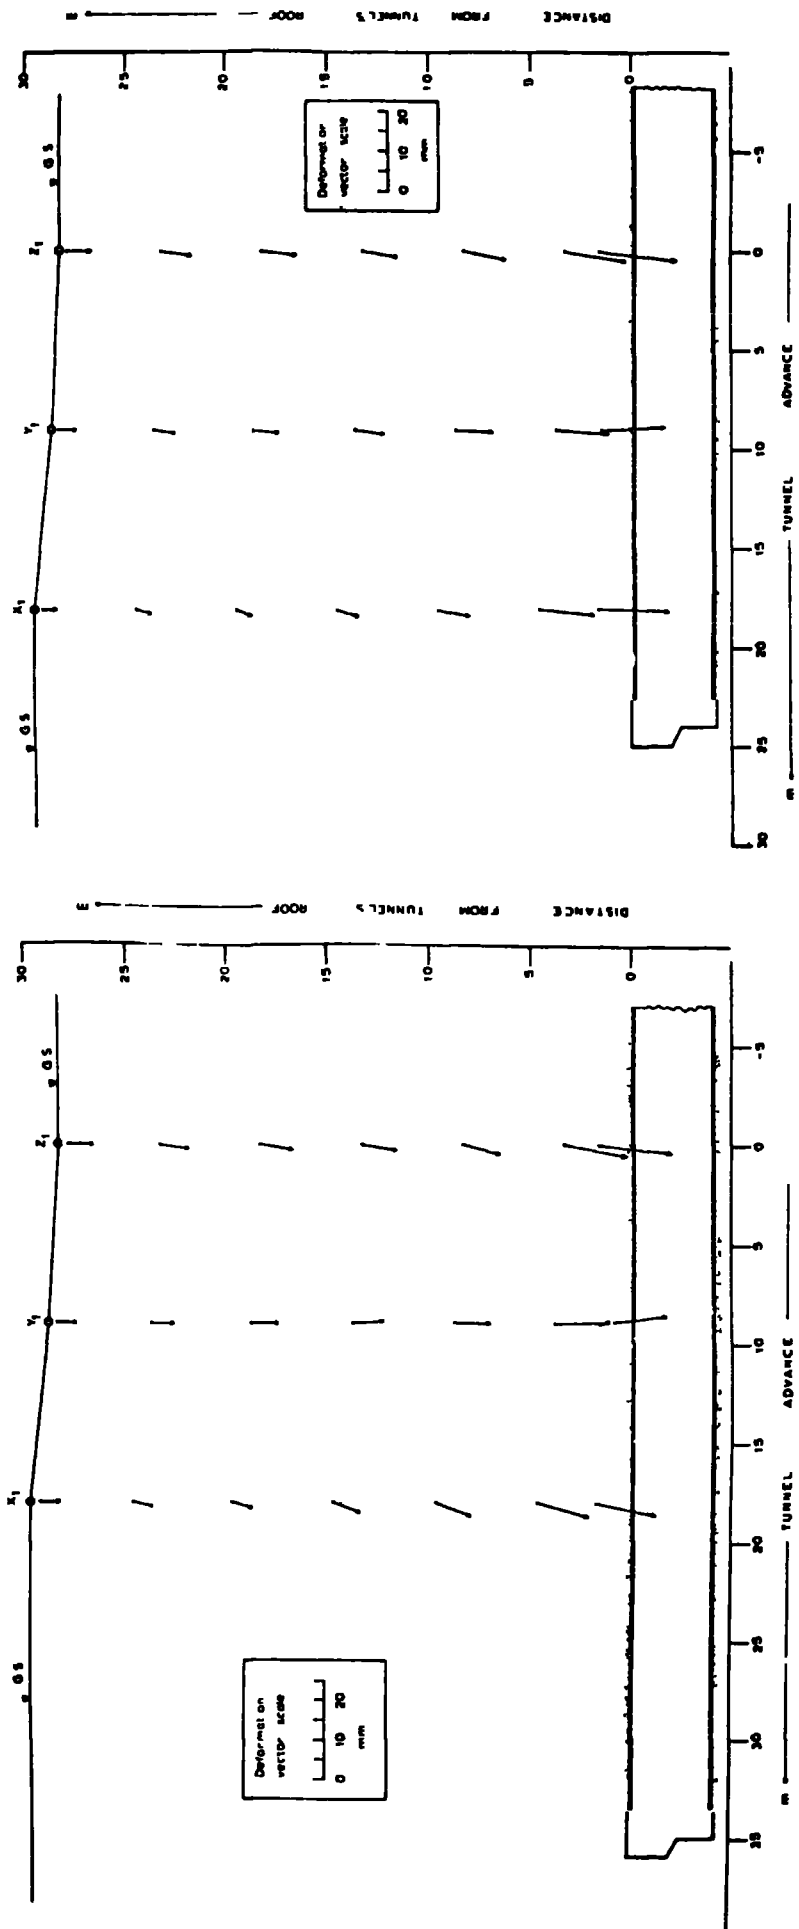 G S
X₁
Y₁
Z₁
G S
Deformation
vector scale
0 10 20
mm
30
25
20
15
10
5
0
DISTANCE FROM TUNNEL'S ROOF m
35 30 25 20 15 10 5 0 -5
m TUNNEL ADVANCE
G S
X₁
Y₁
Z₁
G S
Deformation
vector scale
0 10 20
mm
30
25
20
15
10
5
0
DISTANCE FROM TUNNEL'S ROOF m
30 25 20 15 10 5 0 -5
m TUNNEL ADVANCE